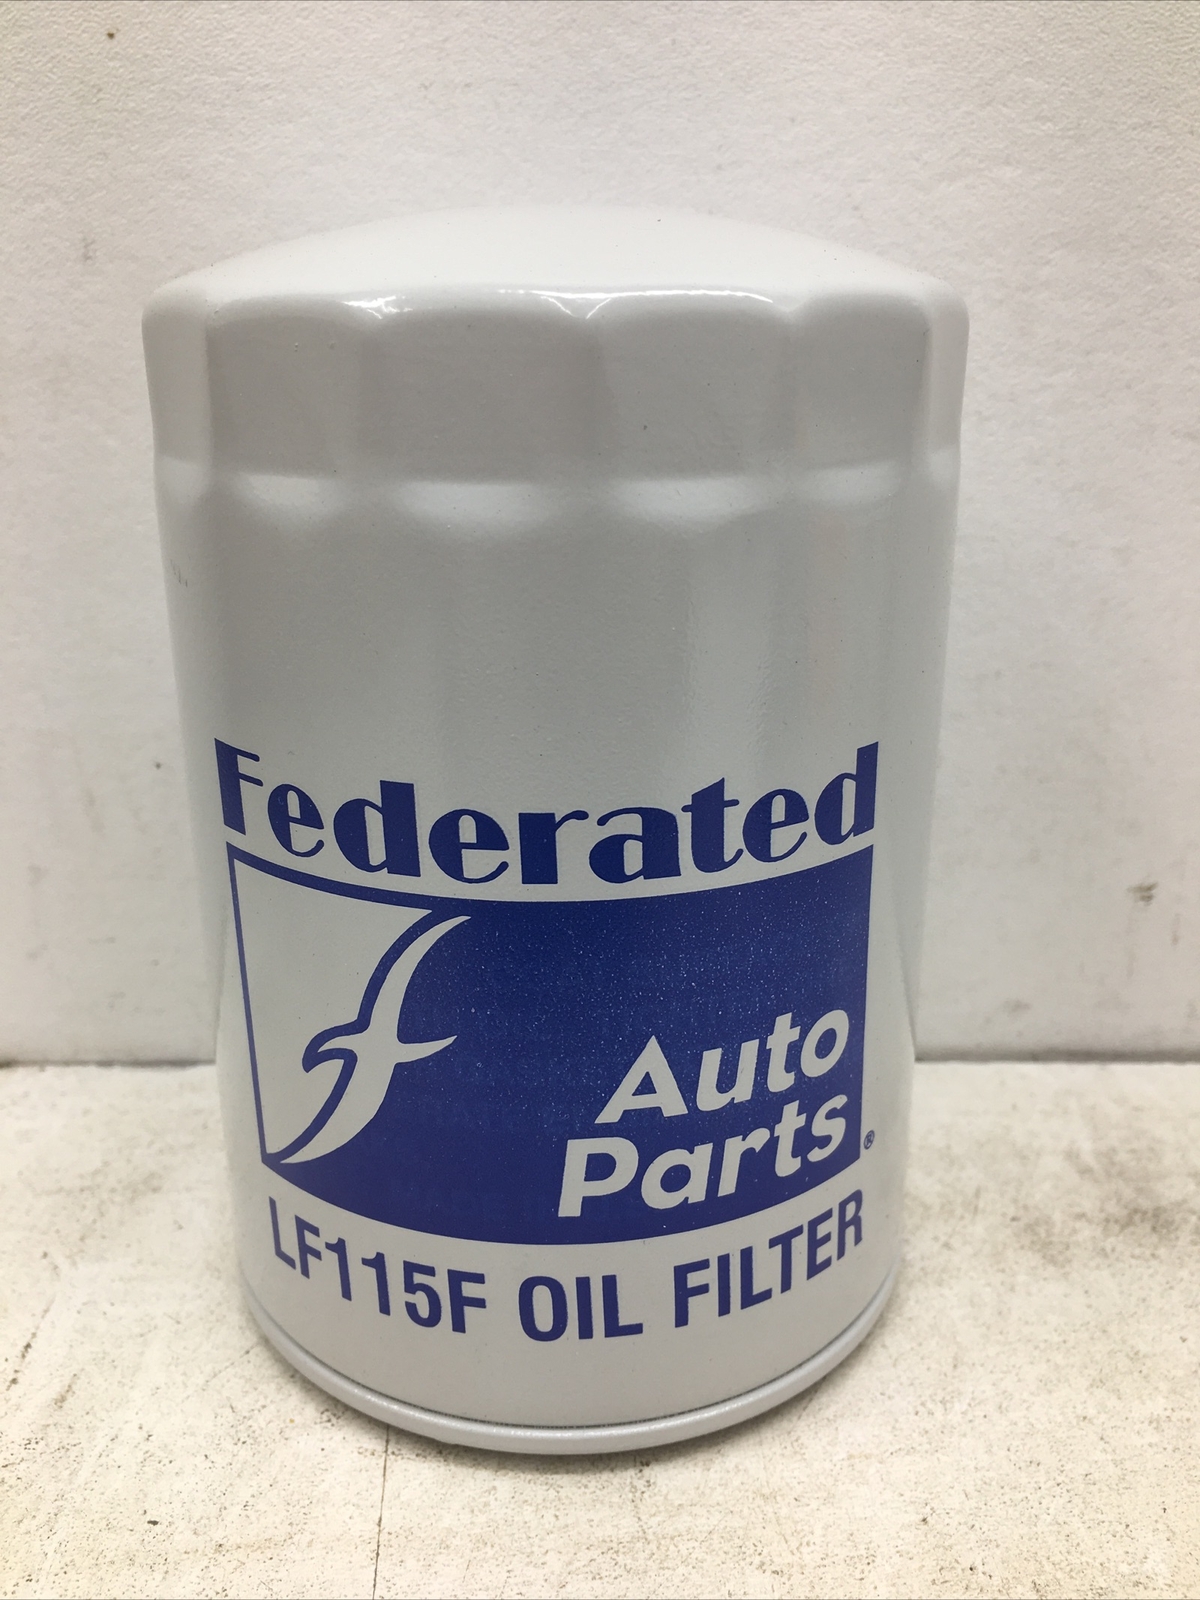 Federated
Auto
Parts®
LF115F OIL FILTER